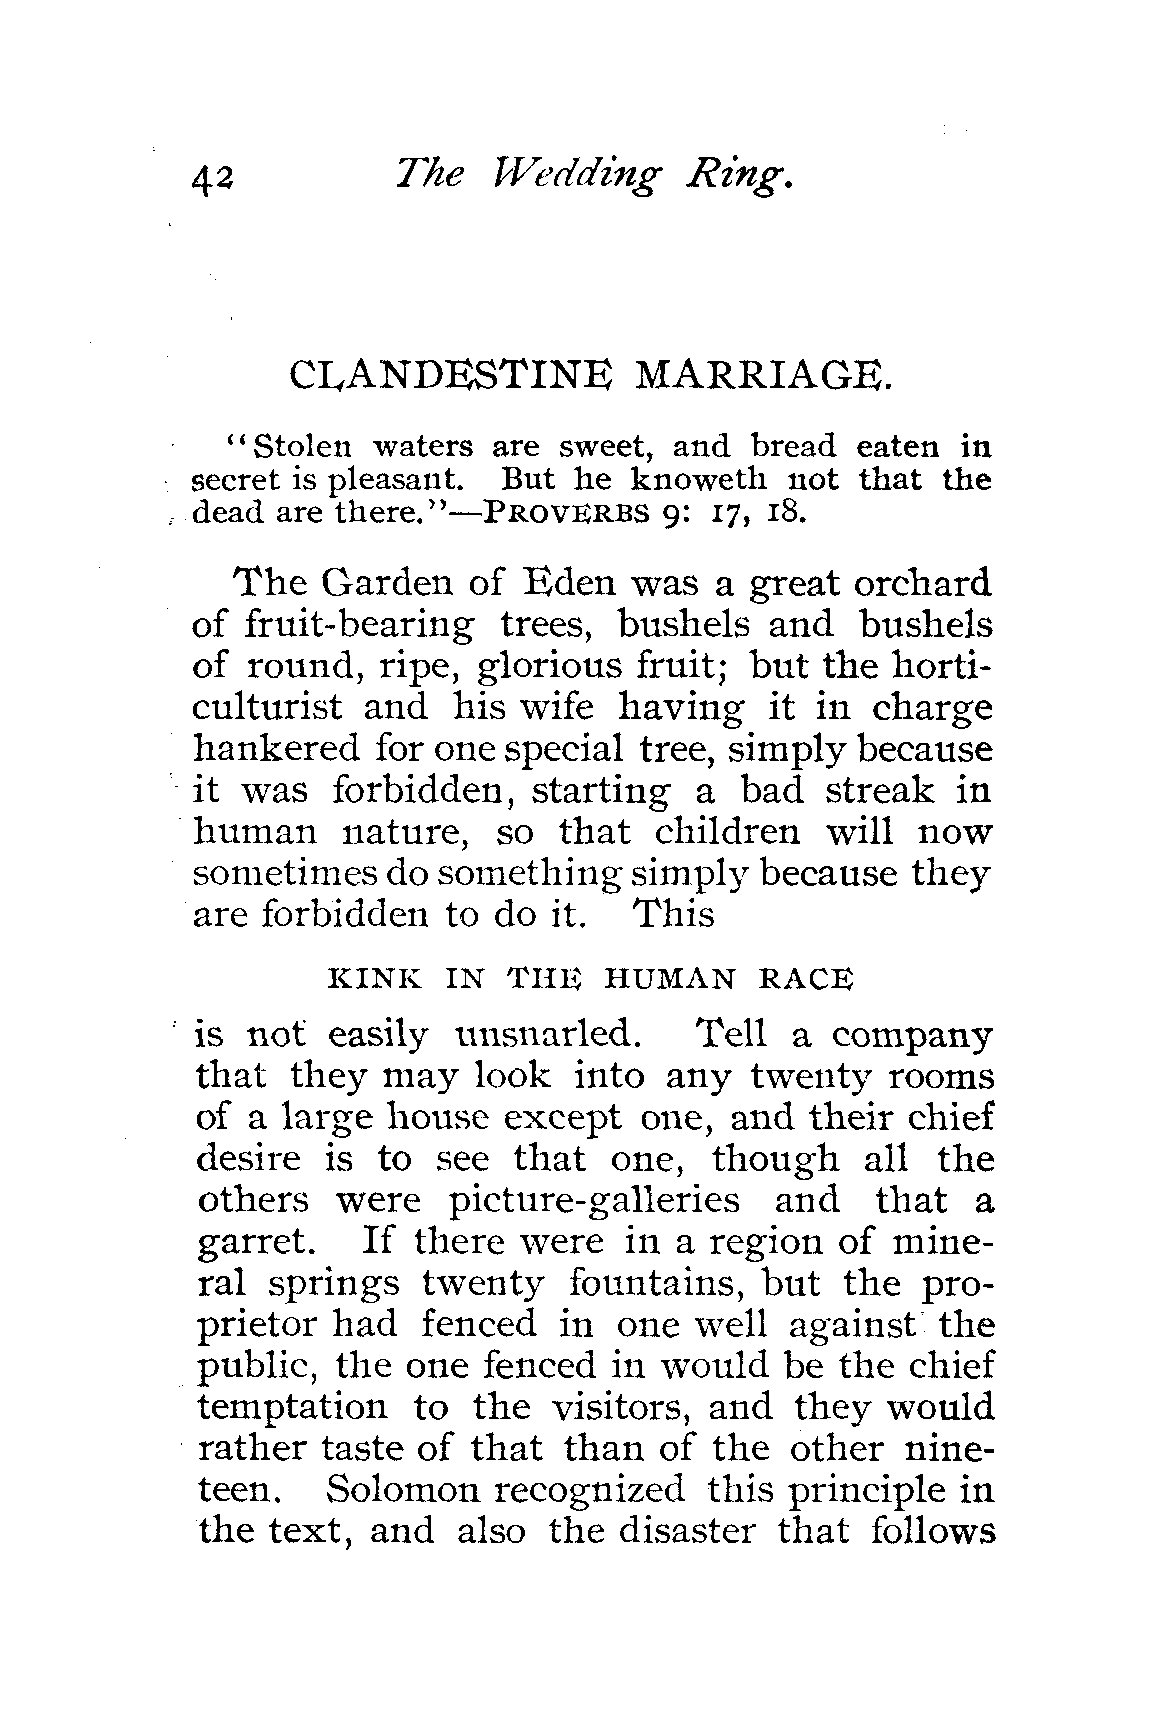 42 The Wedding Ring.
CLANDESTINE MARRIAGE.
"Stolen waters are sweet, and bread eaten in
secret is pleasant. But he knoweth not that the
dead are there."—PROVERBS 9: 17, 18.
The Garden of Eden was a great orchard
of fruit-bearing trees, bushels and bushels
of round, ripe, glorious fruit; but the horti-
culturist and his wife having it in charge
hankered for one special tree, simply because
it was forbidden, starting a bad streak in
human nature, so that children will now
sometimes do something simply because they
are forbidden to do it. This
KINK IN THE HUMAN RACE
is not easily unsnarled. Tell a company
that they may look into any twenty rooms
of a large house except one, and their chief
desire is to see that one, though all the
others were picture-galleries and that a
garret. If there were in a region of mine-
ral springs twenty fountains, but the pro-
prietor had fenced in one well against the
public, the one fenced in would be the chief
temptation to the visitors, and they would
rather taste of that than of the other nine-
teen. Solomon recognized this principle in
the text, and also the disaster that follows